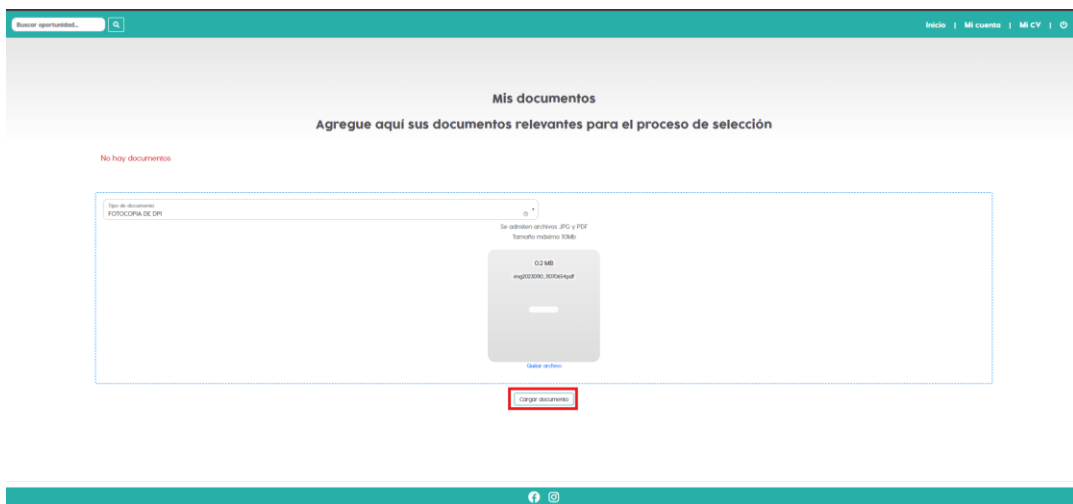 Buscar oportunidad...
Inicio | Mi cuenta | Mi CV |
Mis documentos
Agregue aquí sus documentos relevantes para el proceso de selección
No hay documentos
Tipo de documento
FOTOCOPIA DE DPI
Se admiten archivos JPG y PDF
Tamaño máximo 10Mb
0.2 MB
Quitar archivo
Cargar documento